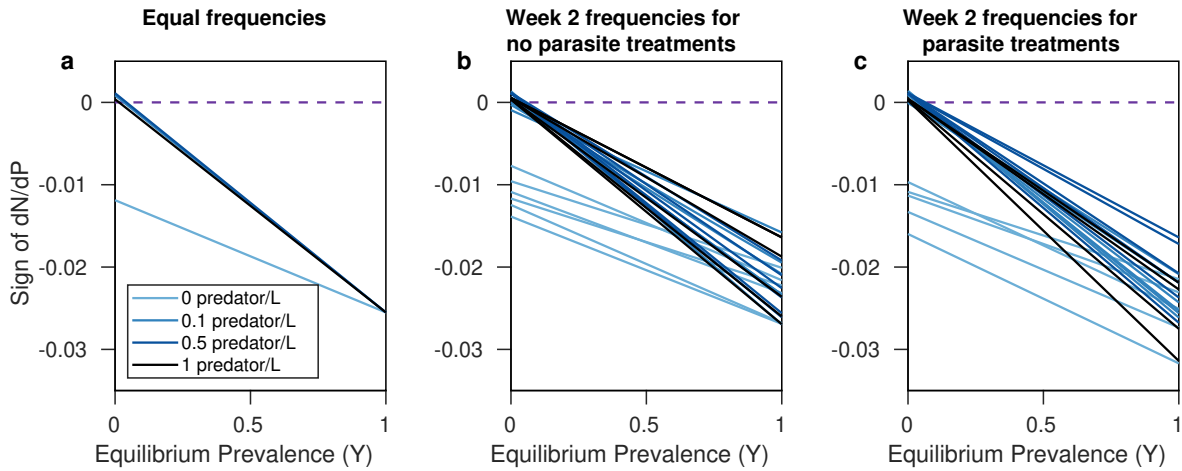 Equal frequencies
Week 2 frequencies for
no parasite treatments
Week 2 frequencies for
parasite treatments
a
b
c
Sign of dN/dP
0
-0.01
-0.02
-0.03
0 predator/L
0.1 predator/L
0.5 predator/L
1 predator/L
0
0.5
1
Equilibrium Prevalence (Y)
0
-0.01
-0.02
-0.03
0
0.5
1
Equilibrium Prevalence (Y)
0
-0.01
-0.02
-0.03
0
0.5
1
Equilibrium Prevalence (Y)